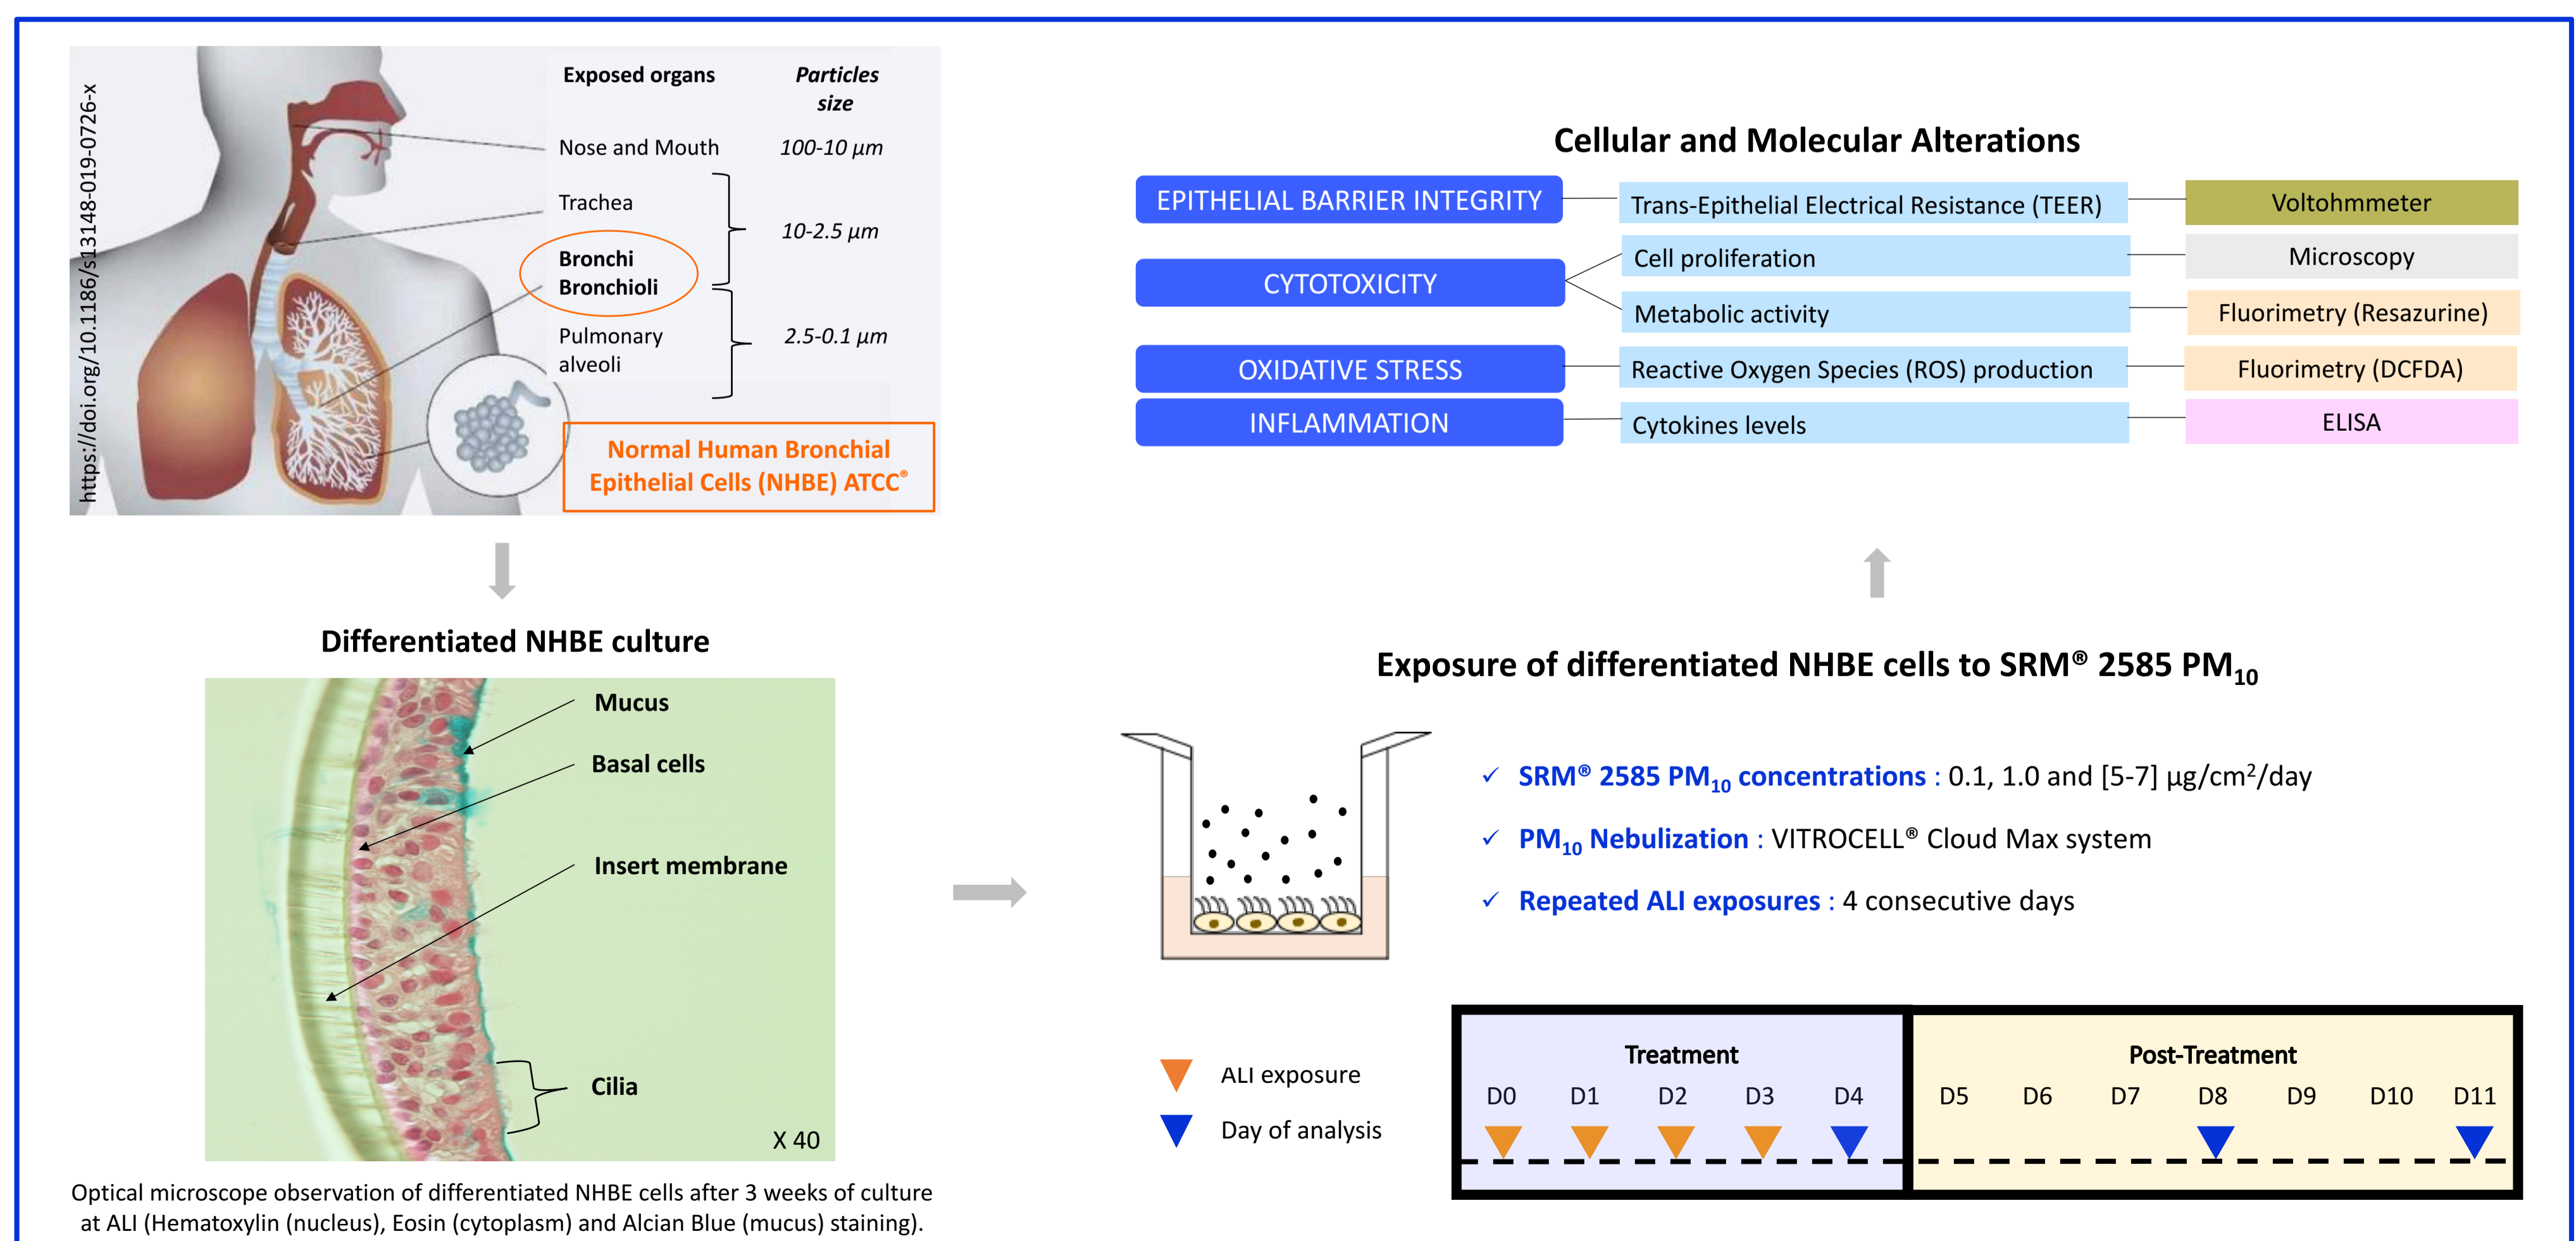 https://doi.org/10.1186/s13148-019-0726-x
Exposed organs
Particles
size
Nose and Mouth
100-10 µm
Trachea
10-2.5 µm
Bronchi
Bronchioli
Pulmonary
alveoli
2.5-0.1 µm
Normal Human Bronchial
Epithelial Cells (NHBE) ATCC®
Differentiated NHBE culture
Mucus
Basal cells
Insert membrane
Cilia
X 40
Optical microscope observation of differentiated NHBE cells after 3 weeks of culture
at ALI (Hematoxylin (nucleus), Eosin (cytoplasm) and Alcian Blue (mucus) staining).
Cellular and Molecular Alterations
EPITHELIAL BARRIER INTEGRITY
Trans-Epithelial Electrical Resistance (TEER)
Voltohmmeter
CYTOTOXICITY
Cell proliferation
Microscopy
Metabolic activity
Fluorimetry (Resazurine)
OXIDATIVE STRESS
Reactive Oxygen Species (ROS) production
Fluorimetry (DCFDA)
INFLAMMATION
Cytokines levels
ELISA
Exposure of differentiated NHBE cells to SRM® 2585 PM10
✓ SRM® 2585 PM10 concentrations : 0.1, 1.0 and [5-7] µg/cm²/day
✓ PM10 Nebulization : VITROCELL® Cloud Max system
✓ Repeated ALI exposures : 4 consecutive days
ALI exposure
Day of analysis
Treatment
D0 D1 D2 D3 D4
Post-Treatment
D5 D6 D7 D8 D9 D10 D11